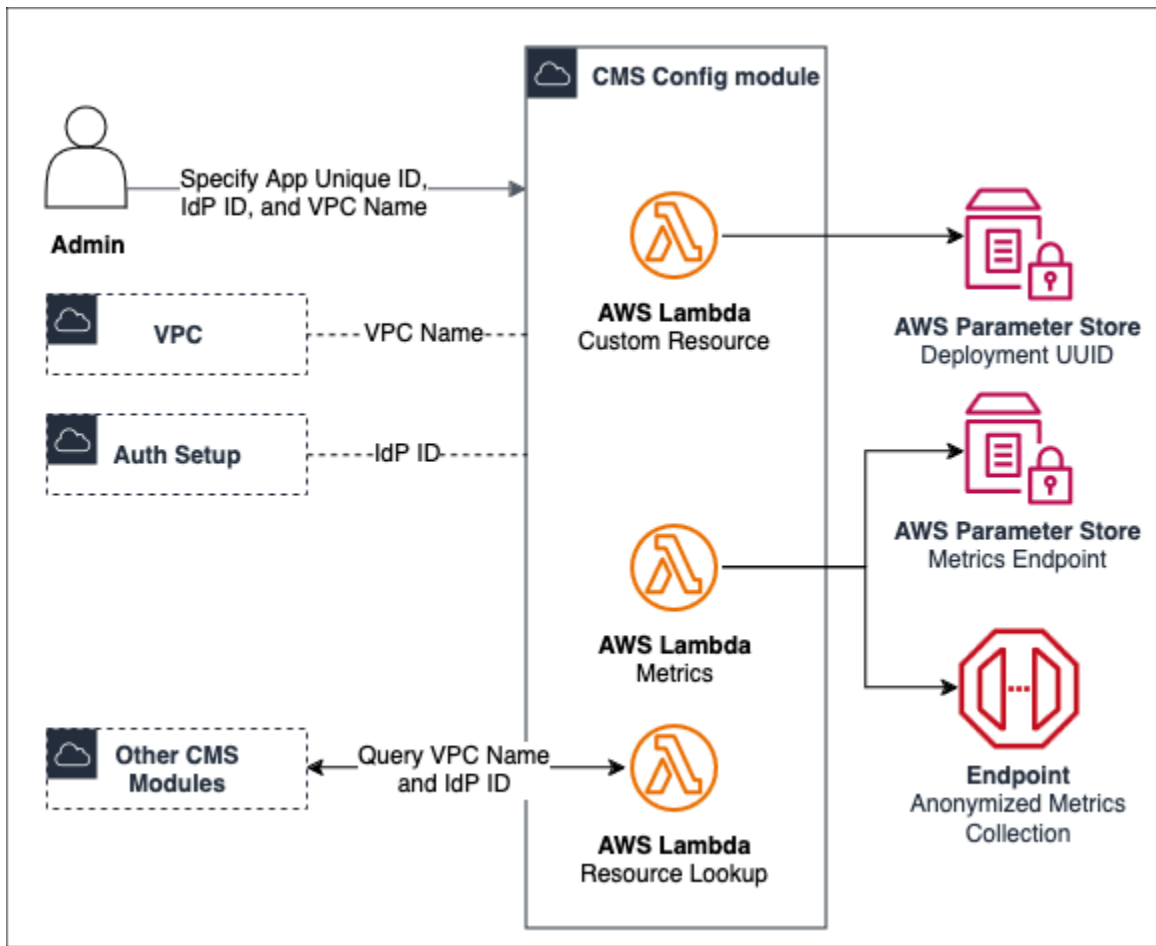 CMS Config module
Specify App Unique ID,
IdP ID, and VPC Name
Admin
VPC
VPC Name
Auth Setup
IdP ID
AWS Lambda
Custom Resource
AWS Parameter Store
Deployment UUID
AWS Parameter Store
Metrics Endpoint
AWS Lambda
Metrics
Other CMS
Modules
Query VPC Name
and IdP ID
AWS Lambda
Resource Lookup
Endpoint
Anonymized Metrics
Collection